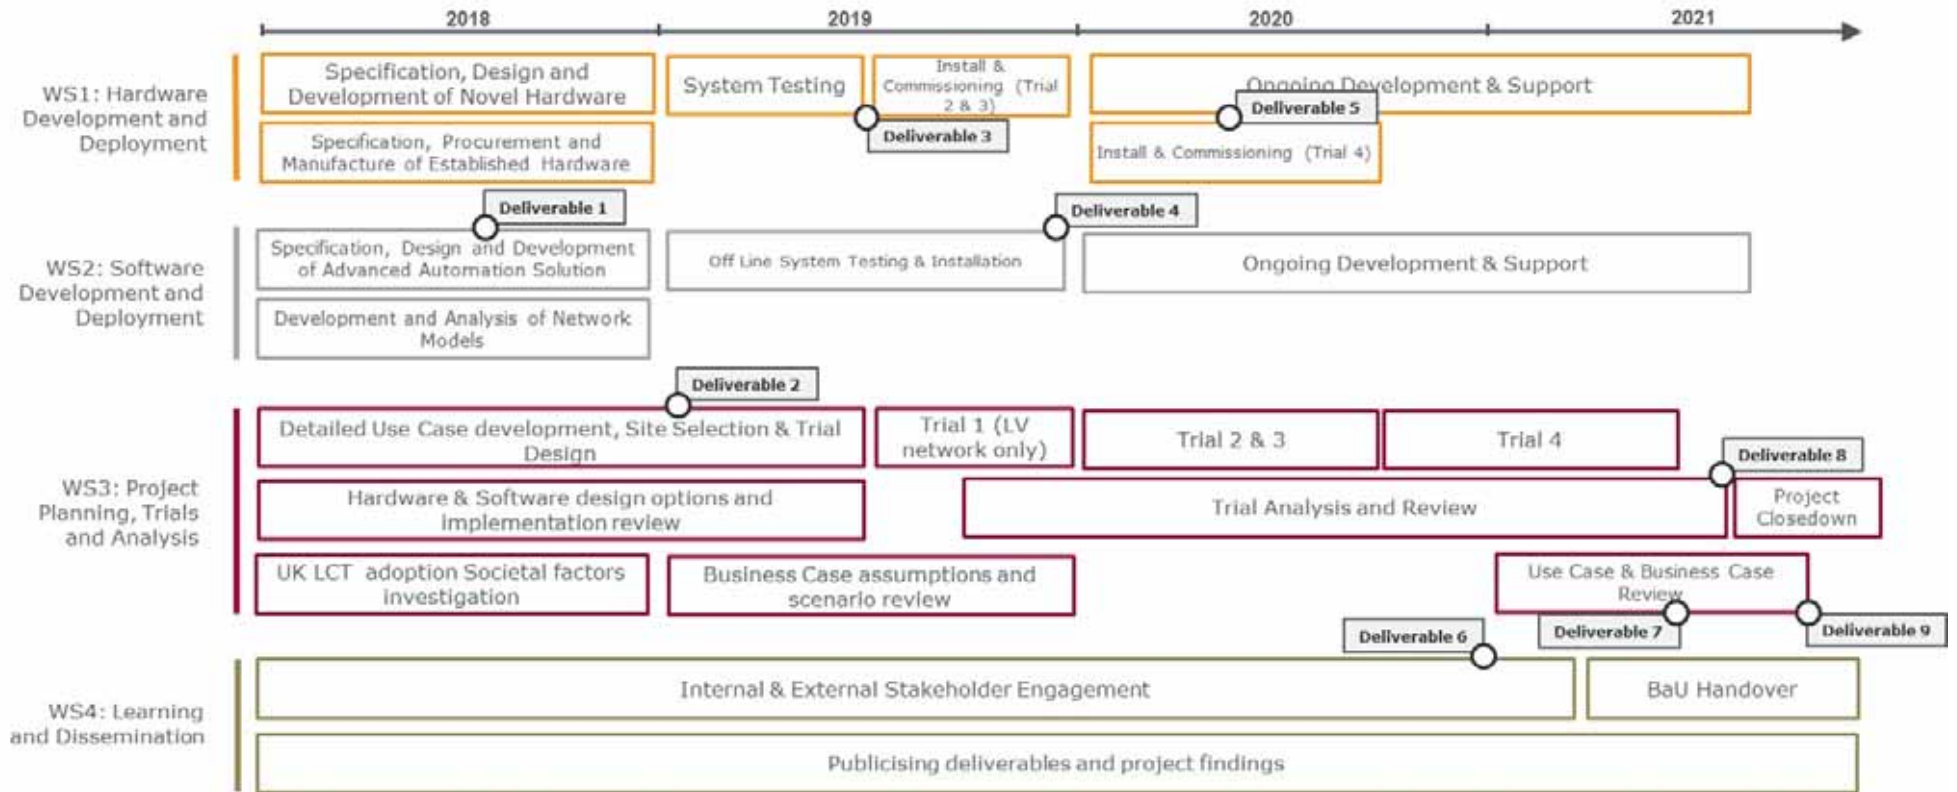 2018
2019
2020
2021
WS1: Hardware
Development and
Deployment
Specification, Design and
Development of Novel Hardware
System Testing
Install &
Commissioning (Trial
2 & 3)
Ongoing Development & Support
Deliverable 3
Deliverable 5
Specification, Procurement and
Manufacture of Established Hardware
Install & Commissioning (Trial 4)
Deliverable 1
Deliverable 4
WS2: Software
Development and
Deployment
Specification, Design and Development
of Advanced Automation Solution
Off Line System Testing & Installation
Ongoing Development & Support
Development and Analysis of Network
Models
Deliverable 2
WS3: Project
Planning, Trials
and Analysis
Detailed Use Case development, Site Selection & Trial
Design
Trial 1 (LV
network only)
Trial 2 & 3
Trial 4
Deliverable 8
Hardware & Software design options and
implementation review
Trial Analysis and Review
Project
Closedown
UK LCT adoption Societal factors
investigation
Business Case assumptions and
scenario review
Use Case & Business Case
Review
Deliverable 6
Deliverable 7
Deliverable 9
WS4: Learning
and Dissemination
Internal & External Stakeholder Engagement
BaU Handover
Publicising deliverables and project findings